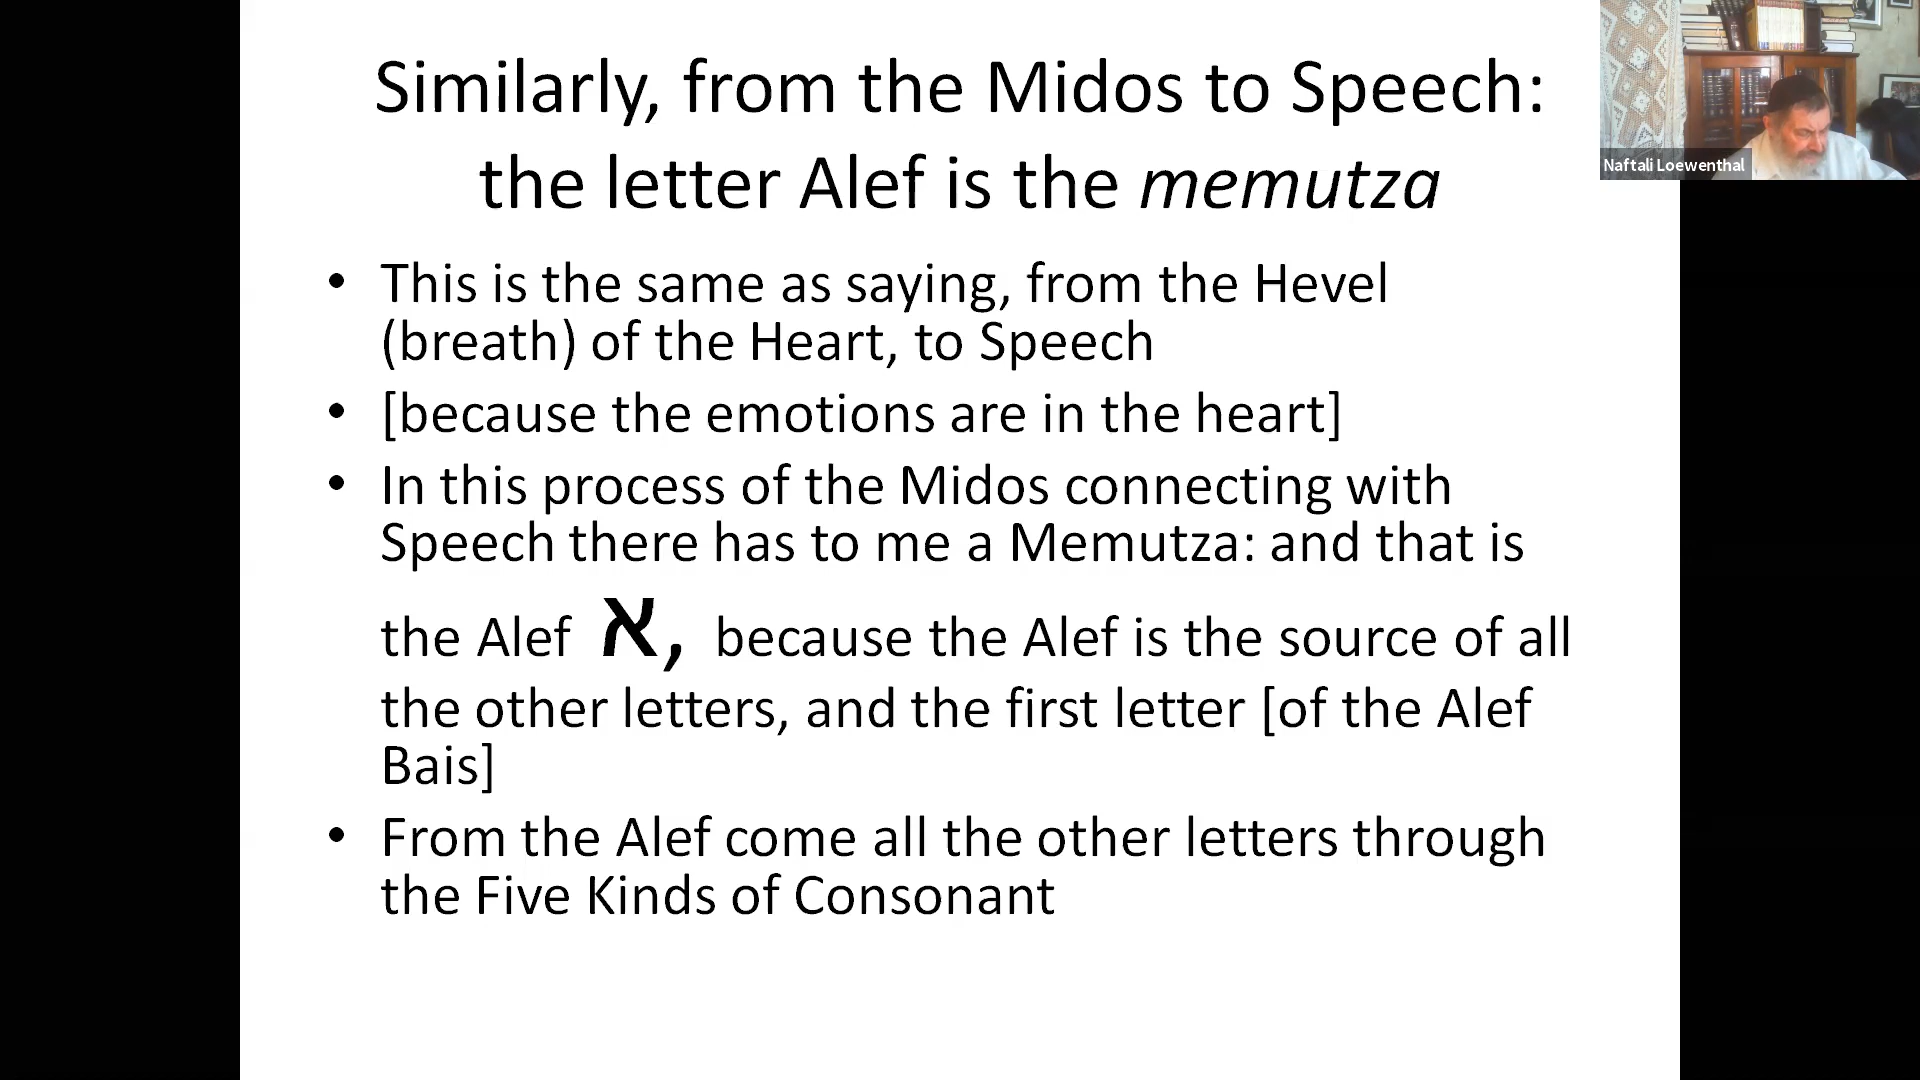 Similarly, from the Midos to Speech:
the letter Alef is the memutza
Naftali Loewenthal
• This is the same as saying, from the Hevel
(breath) of the Heart, to Speech
• [because the emotions are in the heart]
• In this process of the Midos connecting with
Speech there has to me a Memutza: and that is
the Alef א, because the Alef is the source of all
the other letters, and the first letter [of the Alef
Bais]
• From the Alef come all the other letters through
the Five Kinds of Consonant